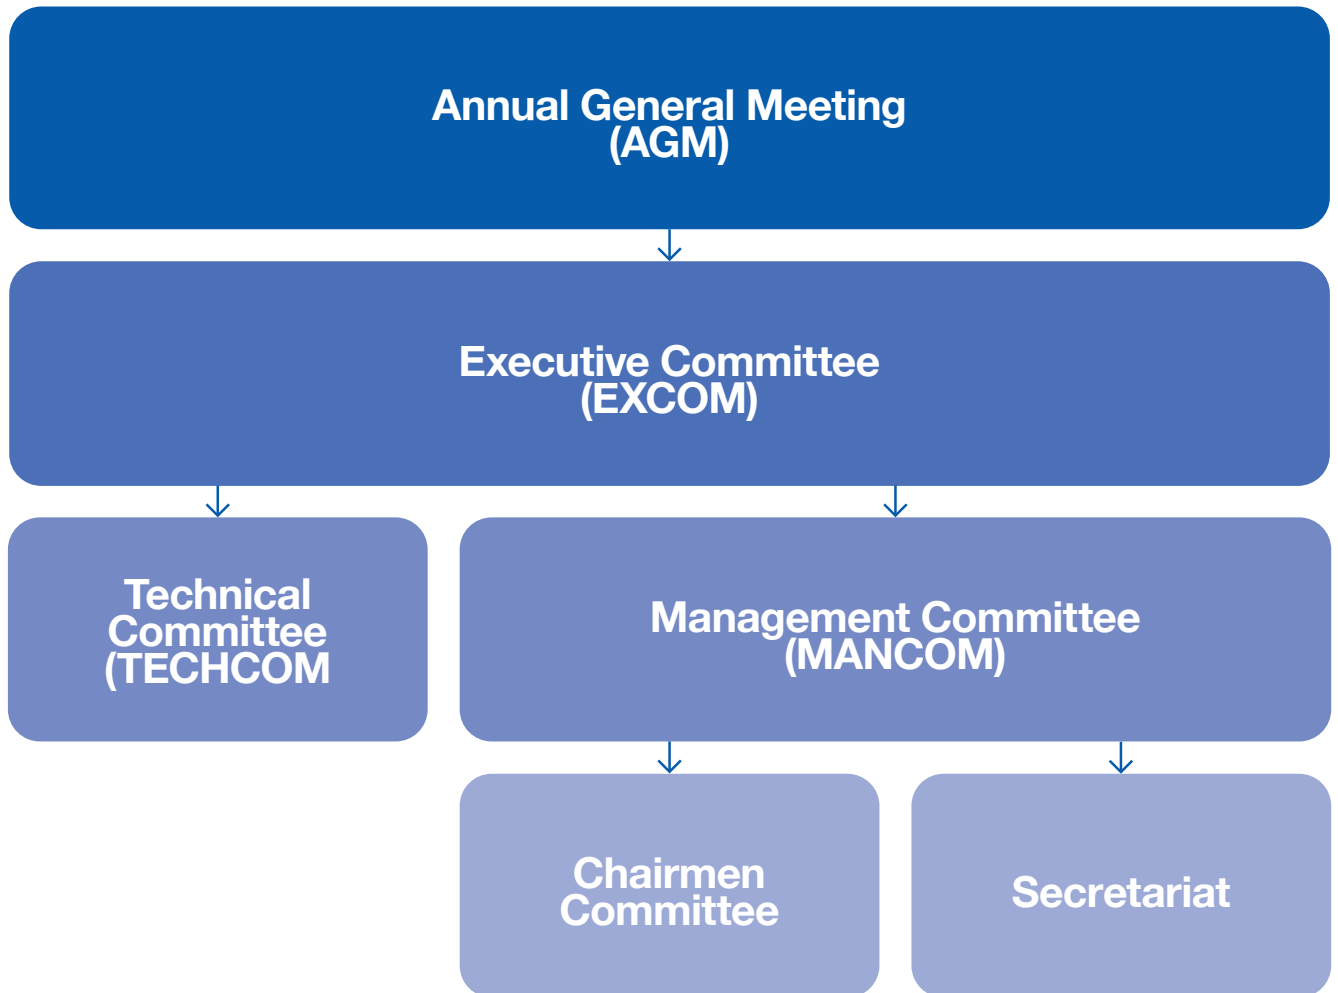 Annual General Meeting
(AGM)
Executive Committee
(EXCOM)
Technical
Committee
(TECHCOM
Management Committee
(MANCOM)
Chairmen
Committee
Secretariat